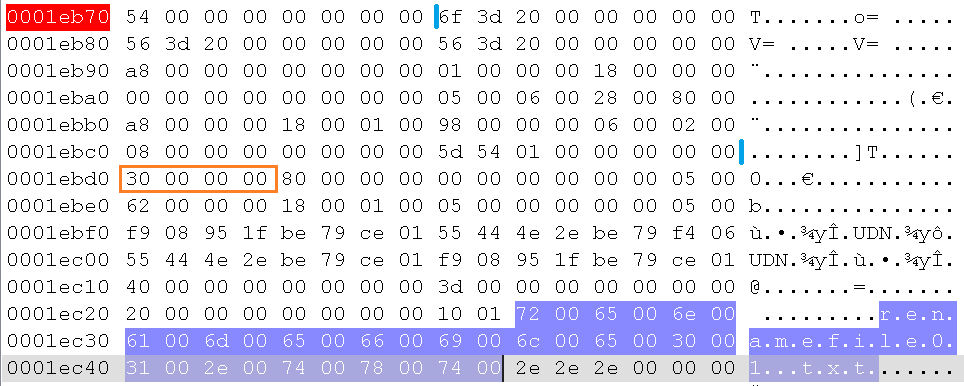 0001eb70 54 00 00 00 00 00 00 00 6f 3d 20 00 00 00 00 00 T.......o= .....
0001eb80 56 3d 20 00 00 00 00 00 56 3d 20 00 00 00 00 00 V= .....V= .....
0001eb90 a8 00 00 00 00 00 00 00 01 00 00 00 18 00 00 00 ¨...............
0001eba0 00 00 00 00 00 00 00 00 05 00 06 00 28 00 80 00 ............(.€.
0001ebb0 a8 00 00 00 18 00 01 00 98 00 00 00 06 00 02 00 ¨...............
0001ebc0 08 00 00 00 00 00 00 00 5d 54 01 00 00 00 00 00 ........]T......
0001ebd0 30 00 00 00 80 00 00 00 00 00 00 00 00 00 05 00 0...€...........
0001ebe0 62 00 00 00 18 00 01 00 05 00 00 00 00 00 05 00 b...............
0001ebf0 f9 08 95 1f be 79 ce 01 55 44 4e 2e be 79 f4 06 ù.•.¾yÎ.UDN.¾yô.
0001ec00 55 44 4e 2e be 79 ce 01 f9 08 95 1f be 79 ce 01 UDN.¾yÎ.ù.•.¾yÎ.
0001ec10 40 00 00 00 00 00 00 00 3d 00 00 00 00 00 00 00 @.......=.......
0001ec20 20 00 00 00 00 00 00 00 10 01 72 00 65 00 6e 00 .........r.e.n.
0001ec30 61 00 6d 00 65 00 66 00 69 00 6c 00 65 00 30 00 a.m.e.f.i.l.e.0.
0001ec40 31 00 2e 00 74 00 78 00 74 00 2e 2e 2e 00 00 00 1...t.x.t.......